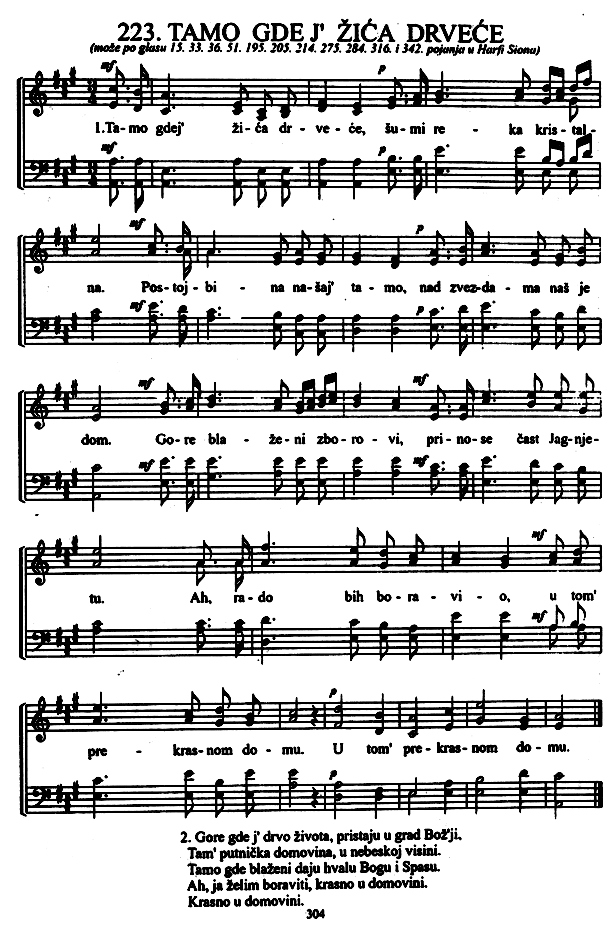 223. TAMO GDE J' ŽIĆA DRVEĆE
(može po glasu 15. 33. 36. 51. 195. 205. 214. 275. 284. 316. i 342. pojanja u Harfi Siona)
mf p
1.Ta-mo gdej' ži-ća dr-ve-će, šu-mi re-ka kris-tal-
mf p
mf p
na. Pos-toj-bi-na na-šaj' ta-mo, nad zvez-da-ma naš je
mf p
mf mf
dom. Go-re bla-že-ni zbo-ro-vi, pri-no-se čast Jag-nje-
mf mf
mf
tu. Ah, ra-do bih bo-ra-vi-o, u tom'
mf
p
pre-kras-nom do-mu. U tom' pre-kras-nom do-mu.
p
2. Gore gde j' drvo života, pristaju u grad Bož'ji.
Tam' putnička domovina, u nebeskoj visini.
Tamo gde blaženi daju hvalu Bogu i Spasu.
Ah, ja želim boraviti, krasno u domovini.
Krasno u domovini.
304